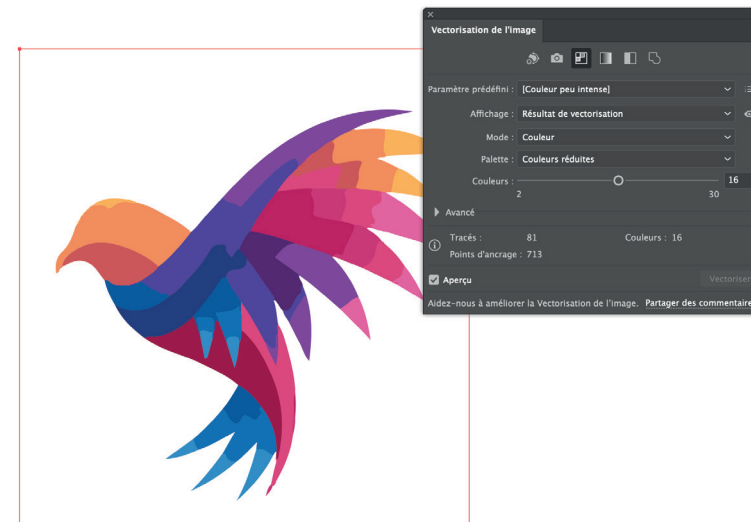 Vectorisation de l'image
Paramètre prédéfini : [Couleur peu intense]
Affichage : Résultat de vectorisation
Mode : Couleur
Palette : Couleurs réduites
Couleurs : 16
2 30
Avancé
Tracés : 81 Couleurs : 16
Points d'ancrage : 713
Aperçu Vectoriser
Aidez-nous à améliorer la Vectorisation de l'image. Partager des commentaire